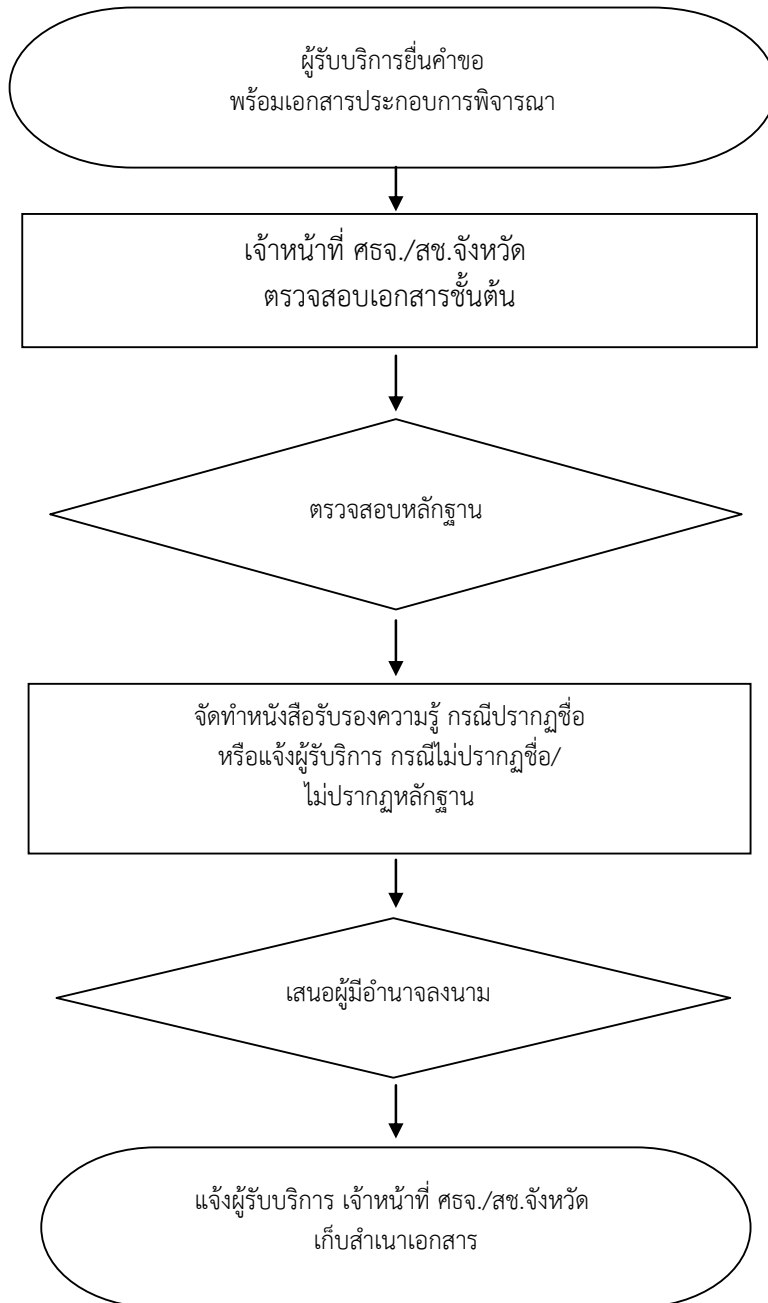 ผู้รับบริการยื่นคำขอ
พร้อมเอกสารประกอบการพิจารณา
เจ้าหน้าที่ ศธจ./สช.จังหวัด
ตรวจสอบเอกสารชั้นต้น
ตรวจสอบหลักฐาน
จัดทำหนังสือรับรองความรู้ กรณีปรากฏชื่อ
หรือแจ้งผู้รับริการ กรณีไม่ปรากฏชื่อ/
ไม่ปรากฏหลักฐาน
เสนอผู้มีอำนาจลงนาม
แจ้งผู้รับบริการ เจ้าหน้าที่ ศธจ./สช.จังหวัด
เก็บสำเนาเอกสาร